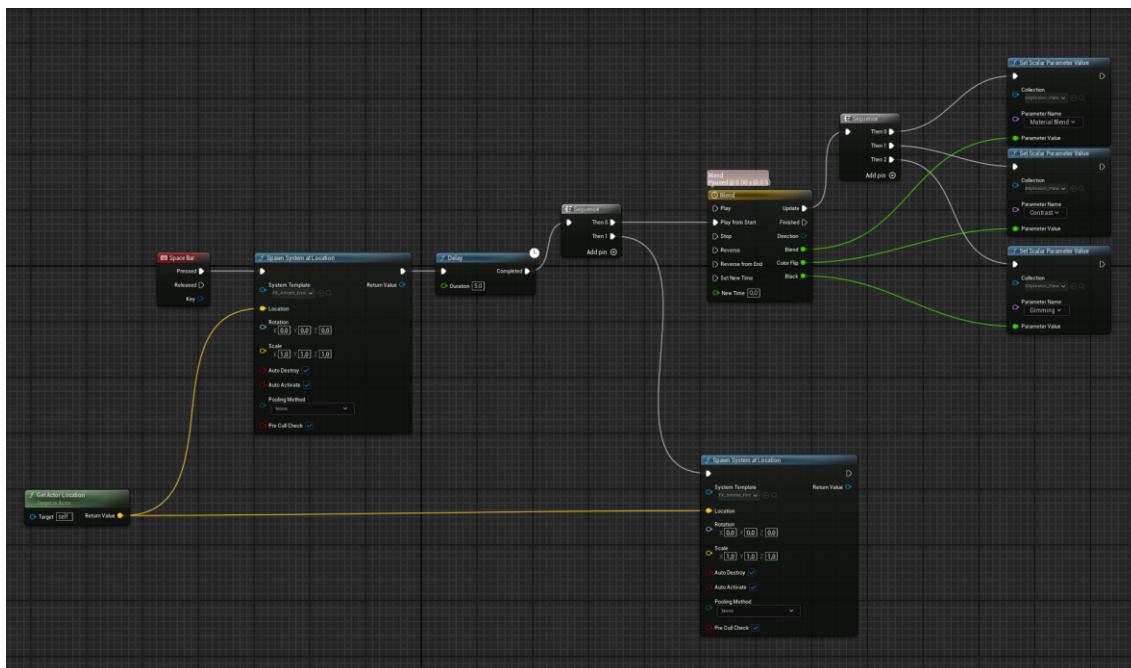 Space Bar
Pressed
Released
Key
Get Actor Location
Target is Actor
Target self Return Value
Spawn System at Location
System Template Return Value
Location
Rotation
X 0,0 Y 0,0 Z 0,0
Scale
X 1,0 Y 1,0 Z 1,0
Auto Destroy
Auto Activate
Pooling Method
None
Pre Cull Check
Delay
Completed
Duration 5,0
Sequence
Then 0
Then 1
Add pin
Blend
Blend
Play Update
Play from Start Finished
Stop Direction
Reverse Blend
Reverse from End Color Flip
Set New Time Black
New Time 0,0
Sequence
Then 0
Then 1
Then 2
Add pin
Set Scalar Parameter Value
Collection
Parameter Name
Material Blend
Parameter Value
Set Scalar Parameter Value
Collection
Parameter Name
Contrast
Parameter Value
Set Scalar Parameter Value
Collection
Parameter Name
Dimming
Parameter Value
Spawn System at Location
System Template Return Value
Location
Rotation
X 0,0 Y 0,0 Z 0,0
Scale
X 1,0 Y 1,0 Z 1,0
Auto Destroy
Auto Activate
Pooling Method
None
Pre Cull Check